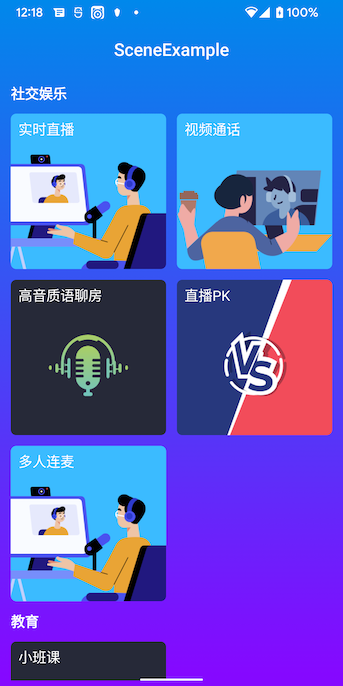 12:18
100%
SceneExample
社交娱乐
实时直播
视频通话
高音质语聊房
直播PK
VS
多人连麦
教育
小班课